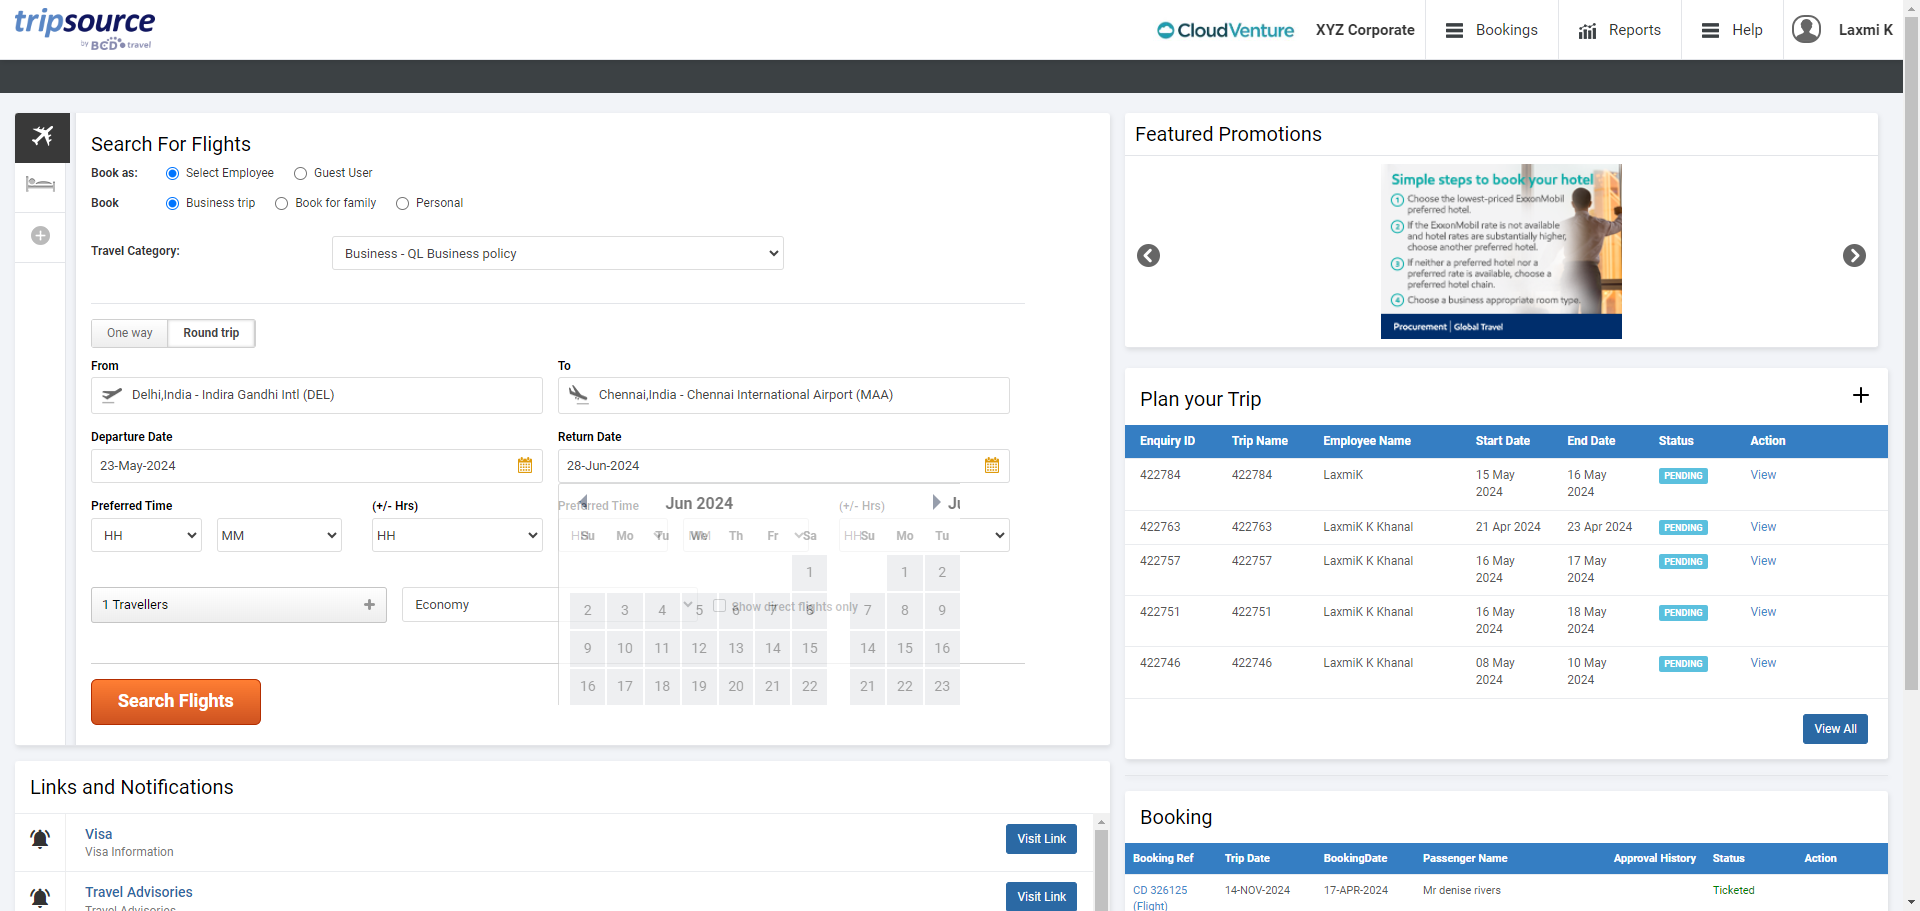 tripsource
by BCD travel
CloudVenture
XYZ Corporate
Bookings
Reports
Help
Laxmi K
Search For Flights
Book as:
Select Employee
Guest User
Book
Business trip
Book for family
Personal
Travel Category:
Business - QL Business policy
One way
Round trip
From
To
Delhi,India - Indira Gandhi Intl (DEL)
Chennai,India - Chennai International Airport (MAA)
Departure Date
Return Date
23-May-2024
28-Jun-2024
Preferred Time
(+/- Hrs)
Preferred Time
(+/- Hrs)
HH
MM
HH
HH
MM
HH
Jun 2024
Ju
Su Mo Tu We Th Fr Sa
Su Mo Tu
1
1 2
2 3 4 5 6 7 8
7 8 9
9 10 11 12 13 14 15
14 15 16
16 17 18 19 20 21 22
21 22 23
1 Travellers
Economy
Show direct flights only
Search Flights
Featured Promotions
Simple steps to book your hotel
1 Choose the lowest-priced ExxonMobil
preferred hotel.
2 If the ExxonMobil rate is not available
and hotel rates are substantially higher,
choose another preferred hotel.
3 If neither a preferred hotel nor a
preferred rate is available, choose a
preferred hotel chain.
4 Choose a business appropriate room type.
Procurement | Global Travel
Plan your Trip
Enquiry ID Trip Name Employee Name Start Date End Date Status Action
422784 422784 LaxmiK 15 May 2024 16 May 2024 PENDING View
422763 422763 LaxmiK K Khanal 21 Apr 2024 23 Apr 2024 PENDING View
422757 422757 LaxmiK K Khanal 16 May 2024 17 May 2024 PENDING View
422751 422751 LaxmiK K Khanal 16 May 2024 18 May 2024 PENDING View
422746 422746 LaxmiK K Khanal 08 May 2024 10 May 2024 PENDING View
View All
Links and Notifications
Visa
Visa Information
Visit Link
Travel Advisories
Travel Advisories
Visit Link
Booking
Booking Ref Trip Date BookingDate Passenger Name Approval History Status Action
CD 326125 14-NOV-2024 17-APR-2024 Mr denise rivers Ticketed
(Flight)